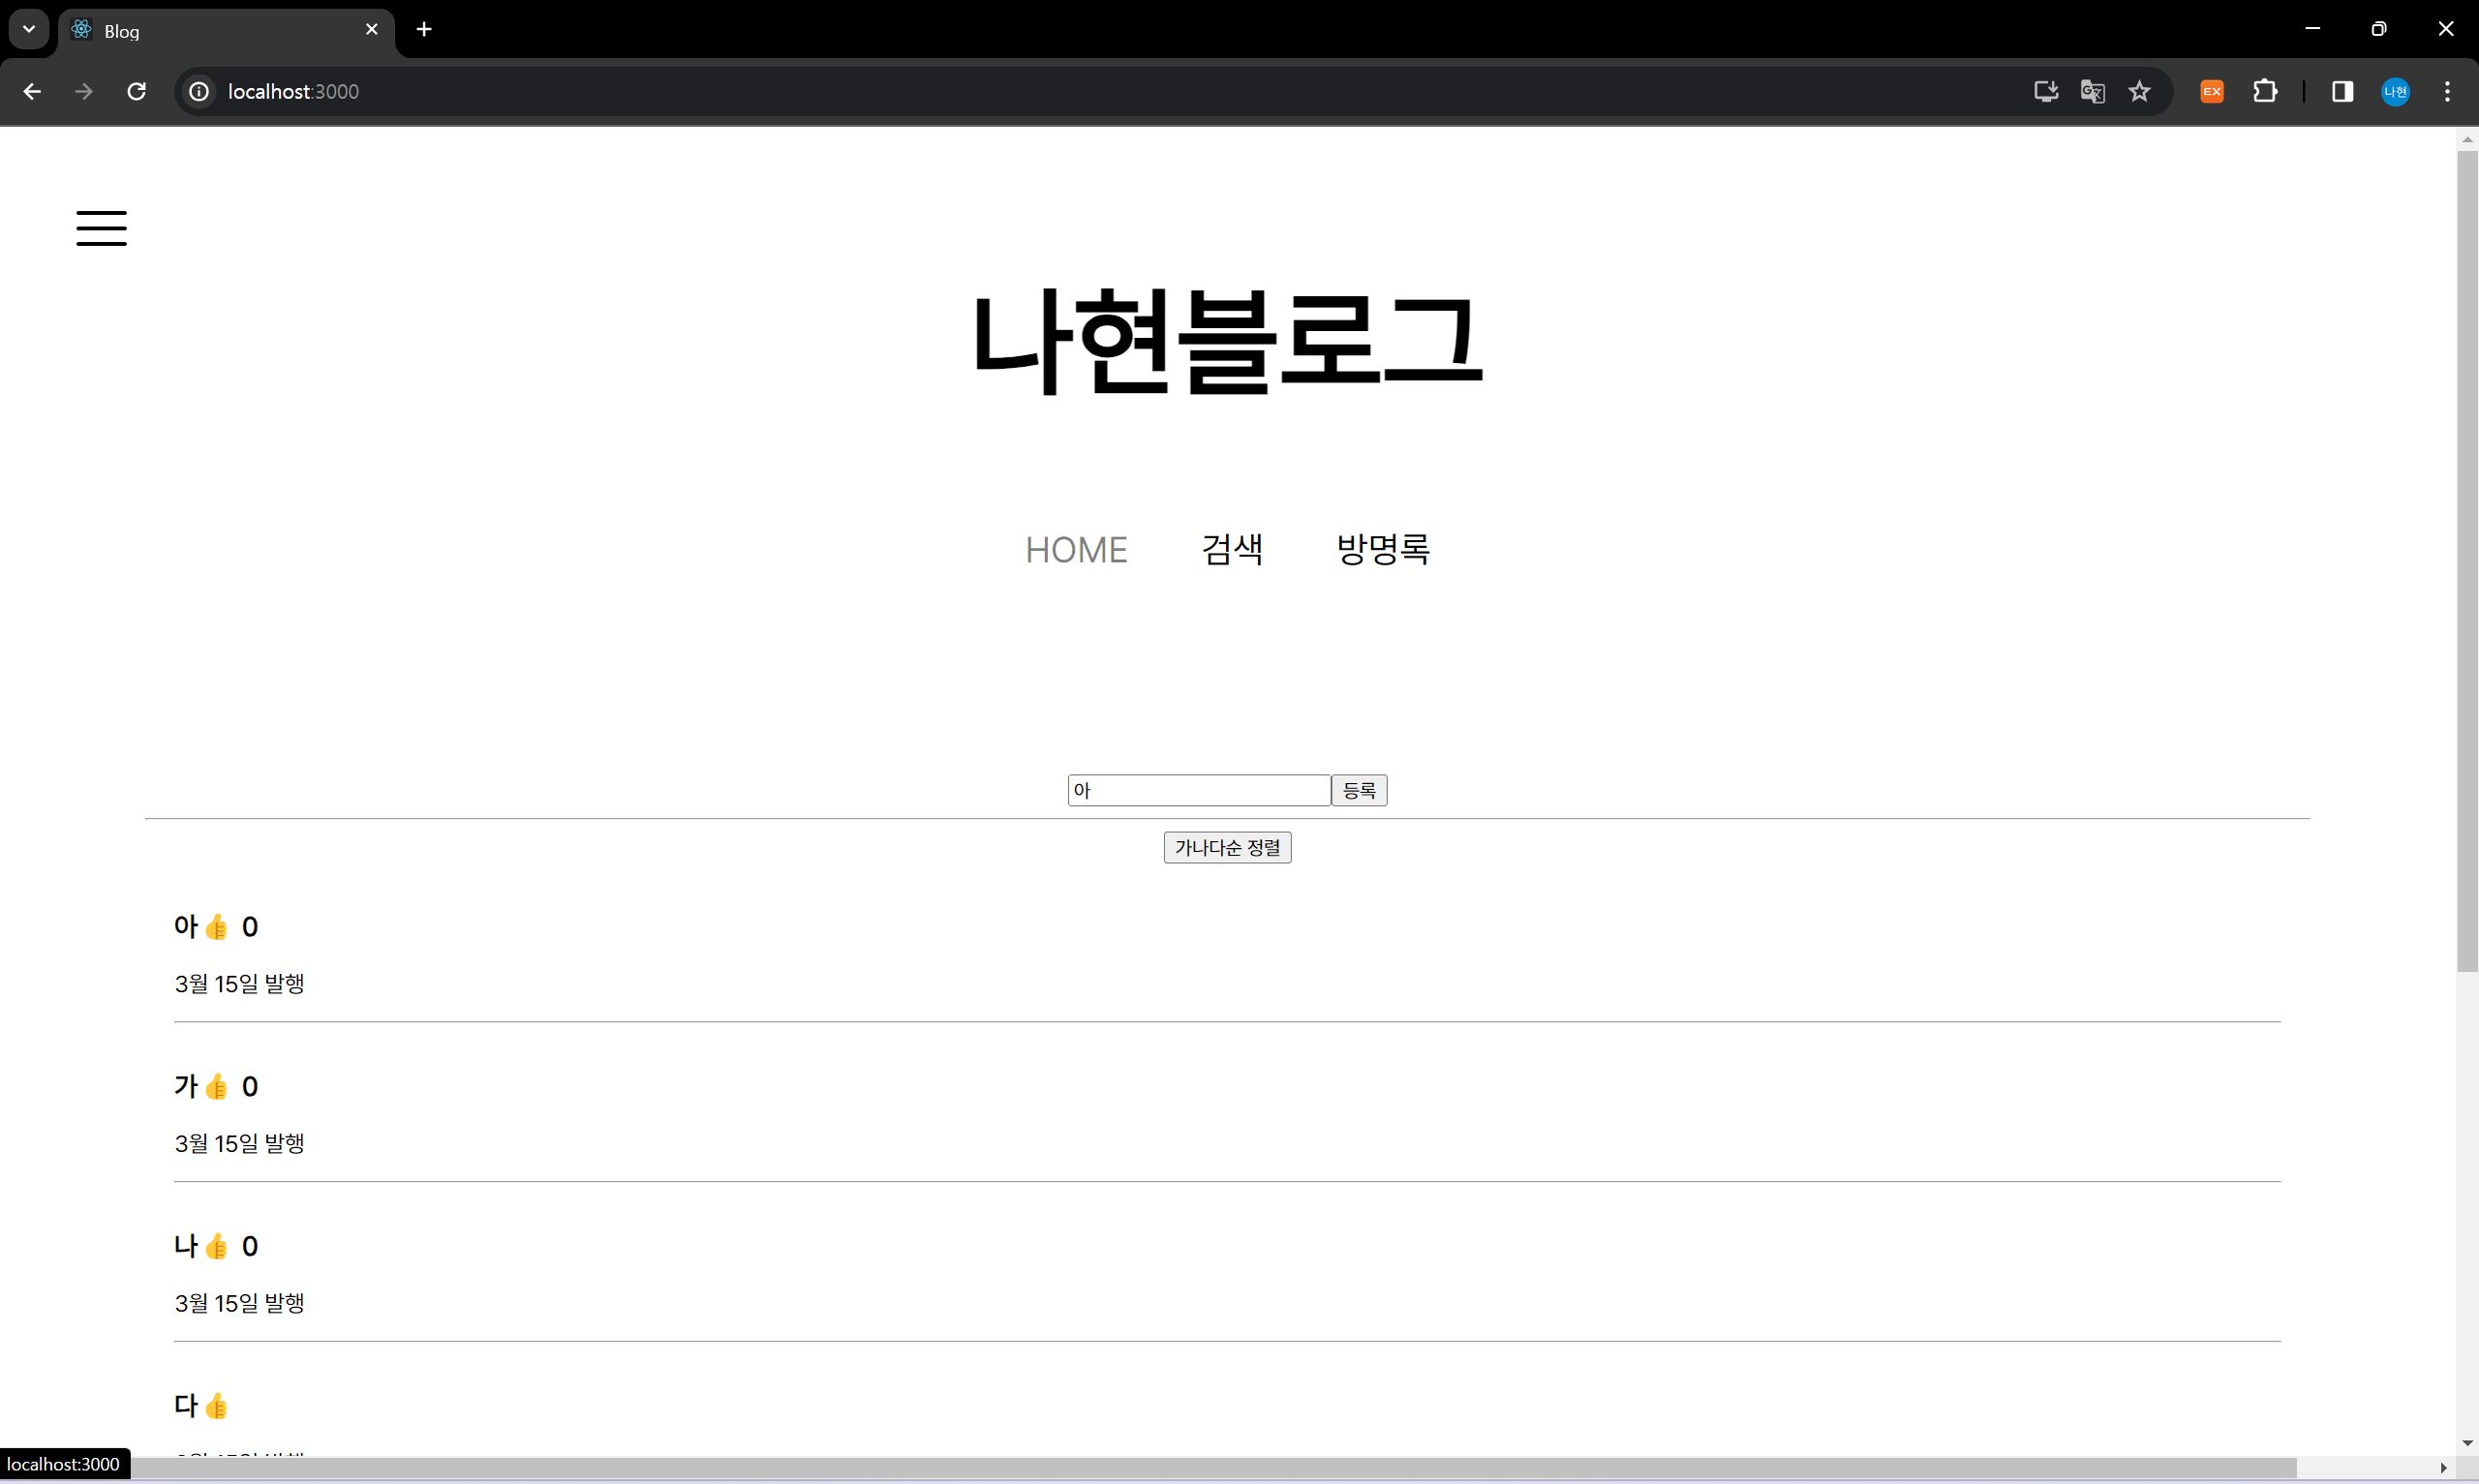 Blog
localhost:3000
EX
나현
나현블로그
HOME 검색 방명록
아 등록
가나다순 정렬
아👍 0
3월 15일 발행
가👍 0
3월 15일 발행
나👍 0
3월 15일 발행
다👍
localhost:3000